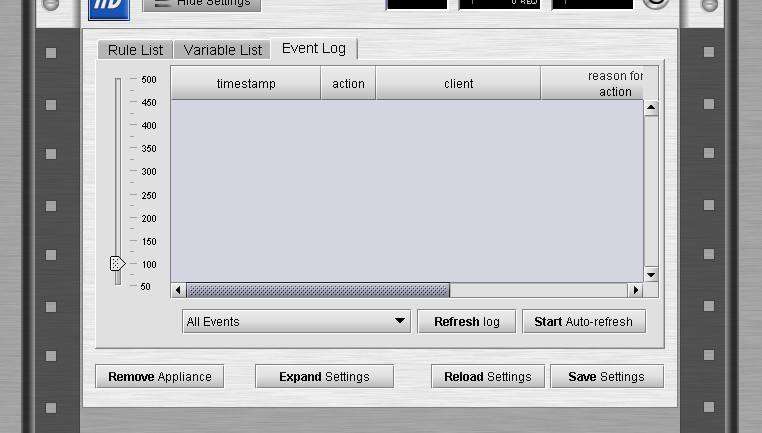 Hide Settings
Rule List Variable List Event Log
timestamp action client reason for
action
500
450
400
350
300
250
200
150
100
50
All Events Refresh log Start Auto-refresh
Remove Appliance Expand Settings Reload Settings Save Settings